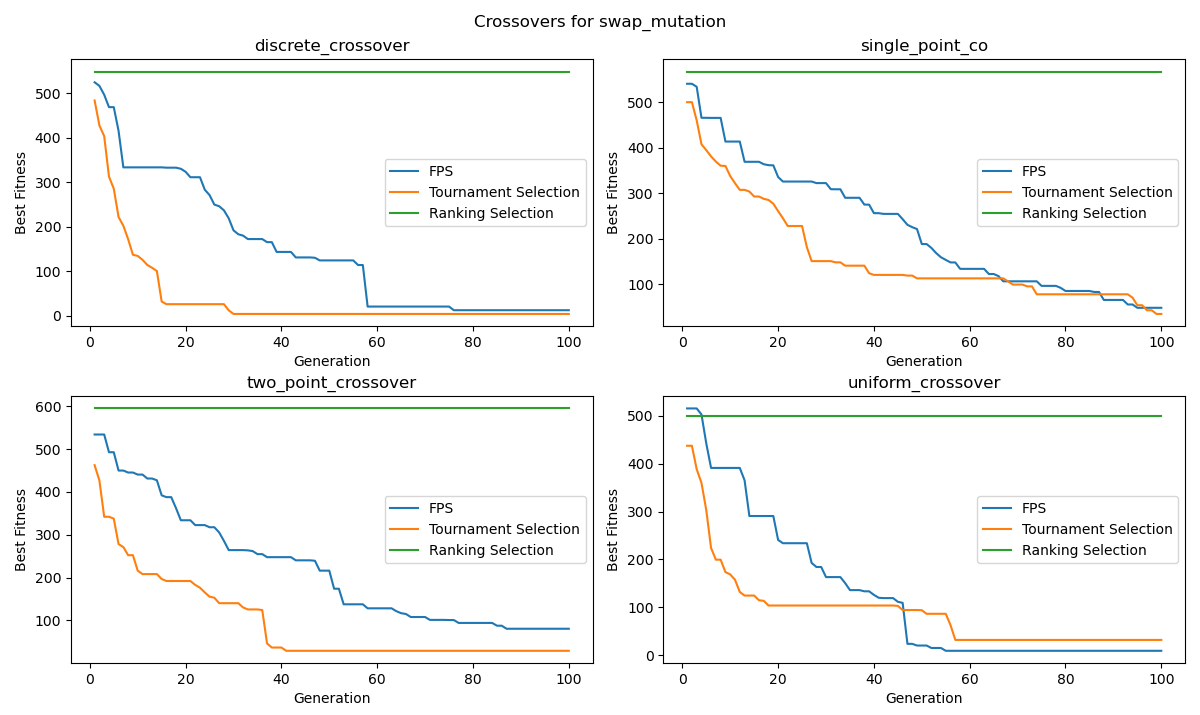 Crossovers for swap_mutation
discrete_crossover
500
400
300
200
100
0
Best Fitness
FPS
Tournament Selection
Ranking Selection
0 20 40 60 80 100
Generation
single_point_co
500
400
300
200
100
Best Fitness
FPS
Tournament Selection
Ranking Selection
0 20 40 60 80 100
Generation
two_point_crossover
600
500
400
300
200
100
Best Fitness
FPS
Tournament Selection
Ranking Selection
0 20 40 60 80 100
Generation
uniform_crossover
500
400
300
200
100
0
Best Fitness
FPS
Tournament Selection
Ranking Selection
0 20 40 60 80 100
Generation